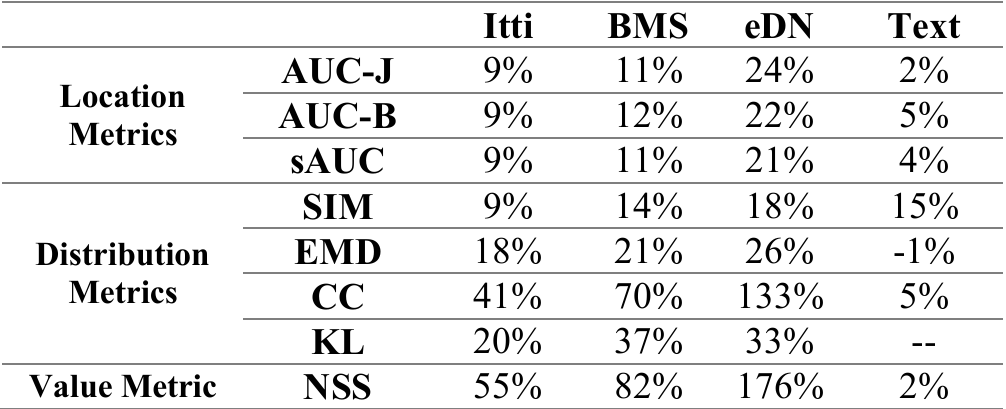 Itti BMS eDN Text
Location Metrics AUC-J 9% 11% 24% 2%
AUC-B 9% 12% 22% 5%
sAUC 9% 11% 21% 4%
Distribution Metrics SIM 9% 14% 18% 15%
EMD 18% 21% 26% -1%
CC 41% 70% 133% 5%
KL 20% 37% 33% --
Value Metric NSS 55% 82% 176% 2%